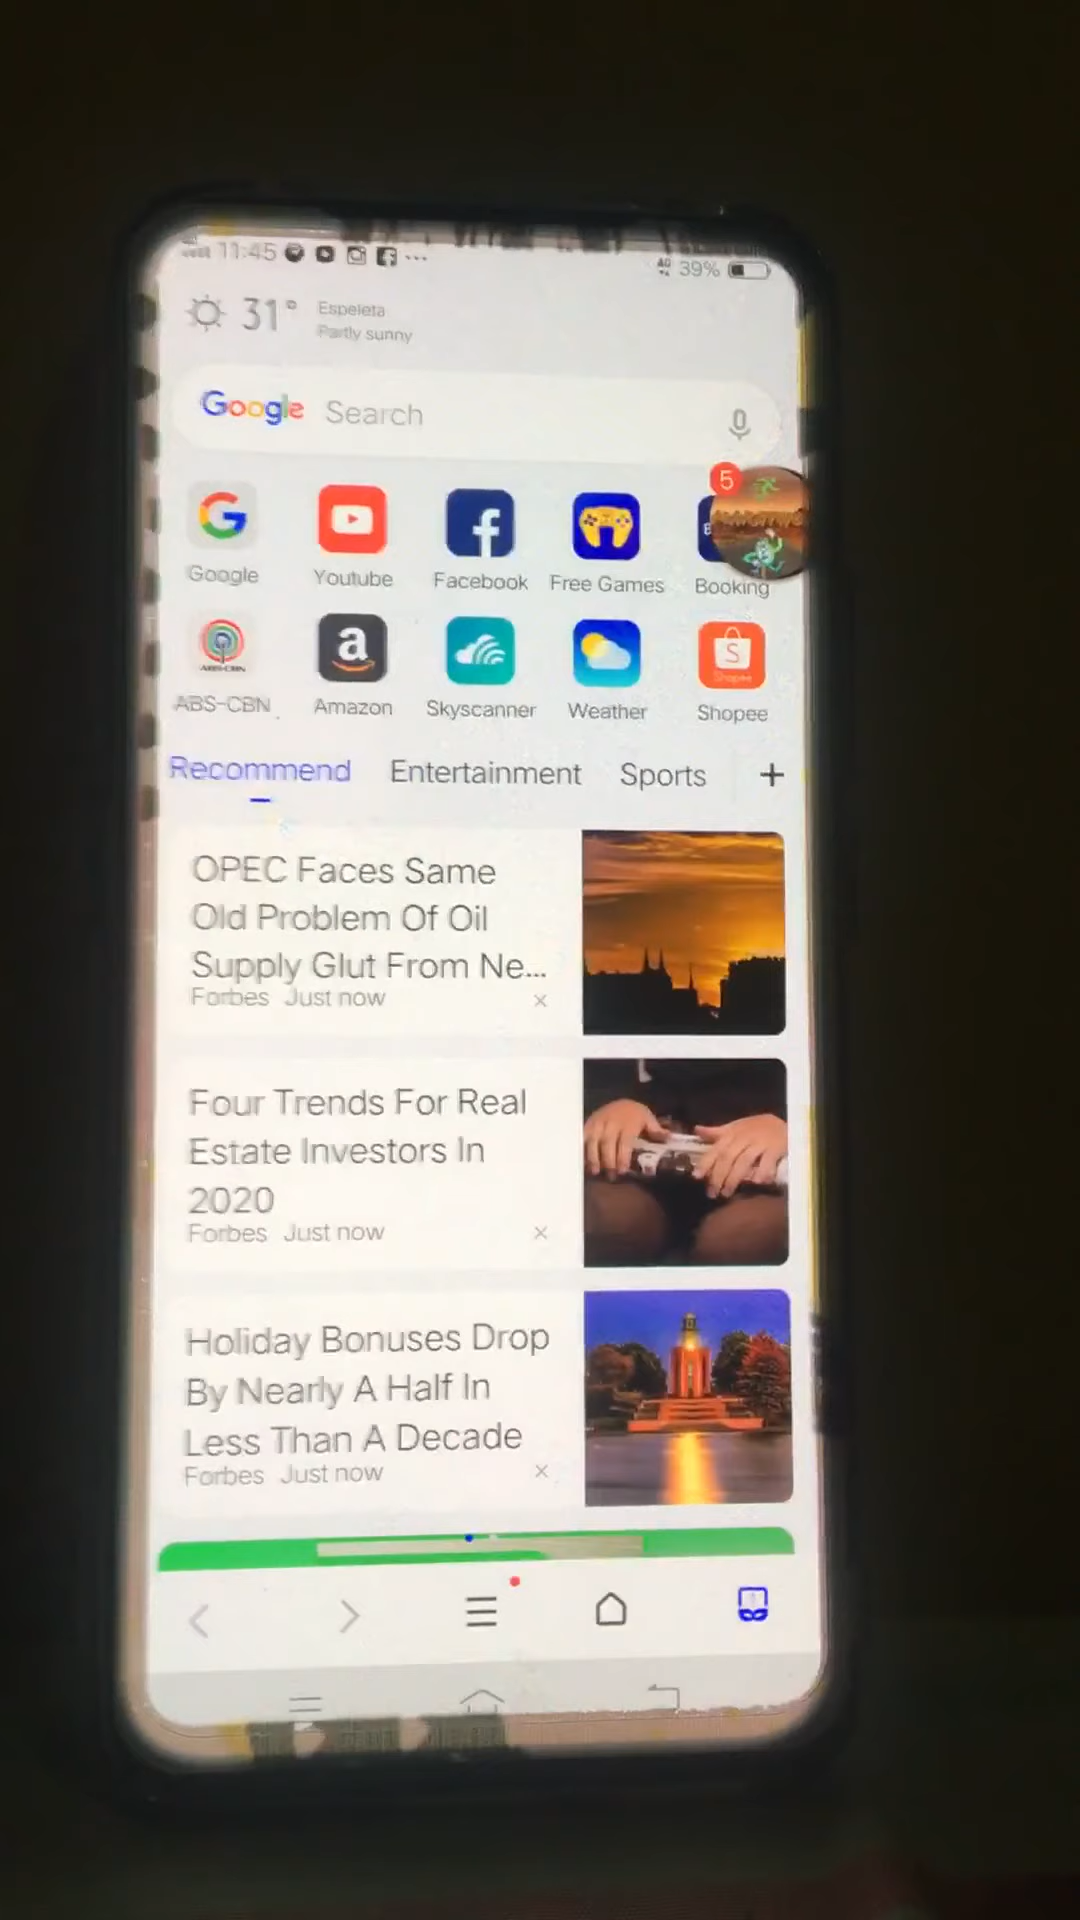 11:45
39%
31°
Espeleta
Partly sunny
Google Search
5
Google
Youtube
Facebook
Free Games
Booking
ABS-CBN
ABS-CBN
Amazon
Skyscanner
Weather
Shopee
Shopee
Recommend
Entertainment
Sports
+
OPEC Faces Same
Old Problem Of Oil
Supply Glut From Ne...
Forbes Just now
Four Trends For Real
Estate Investors In
2020
Forbes Just now
Holiday Bonuses Drop
By Nearly A Half In
Less Than A Decade
Forbes Just now